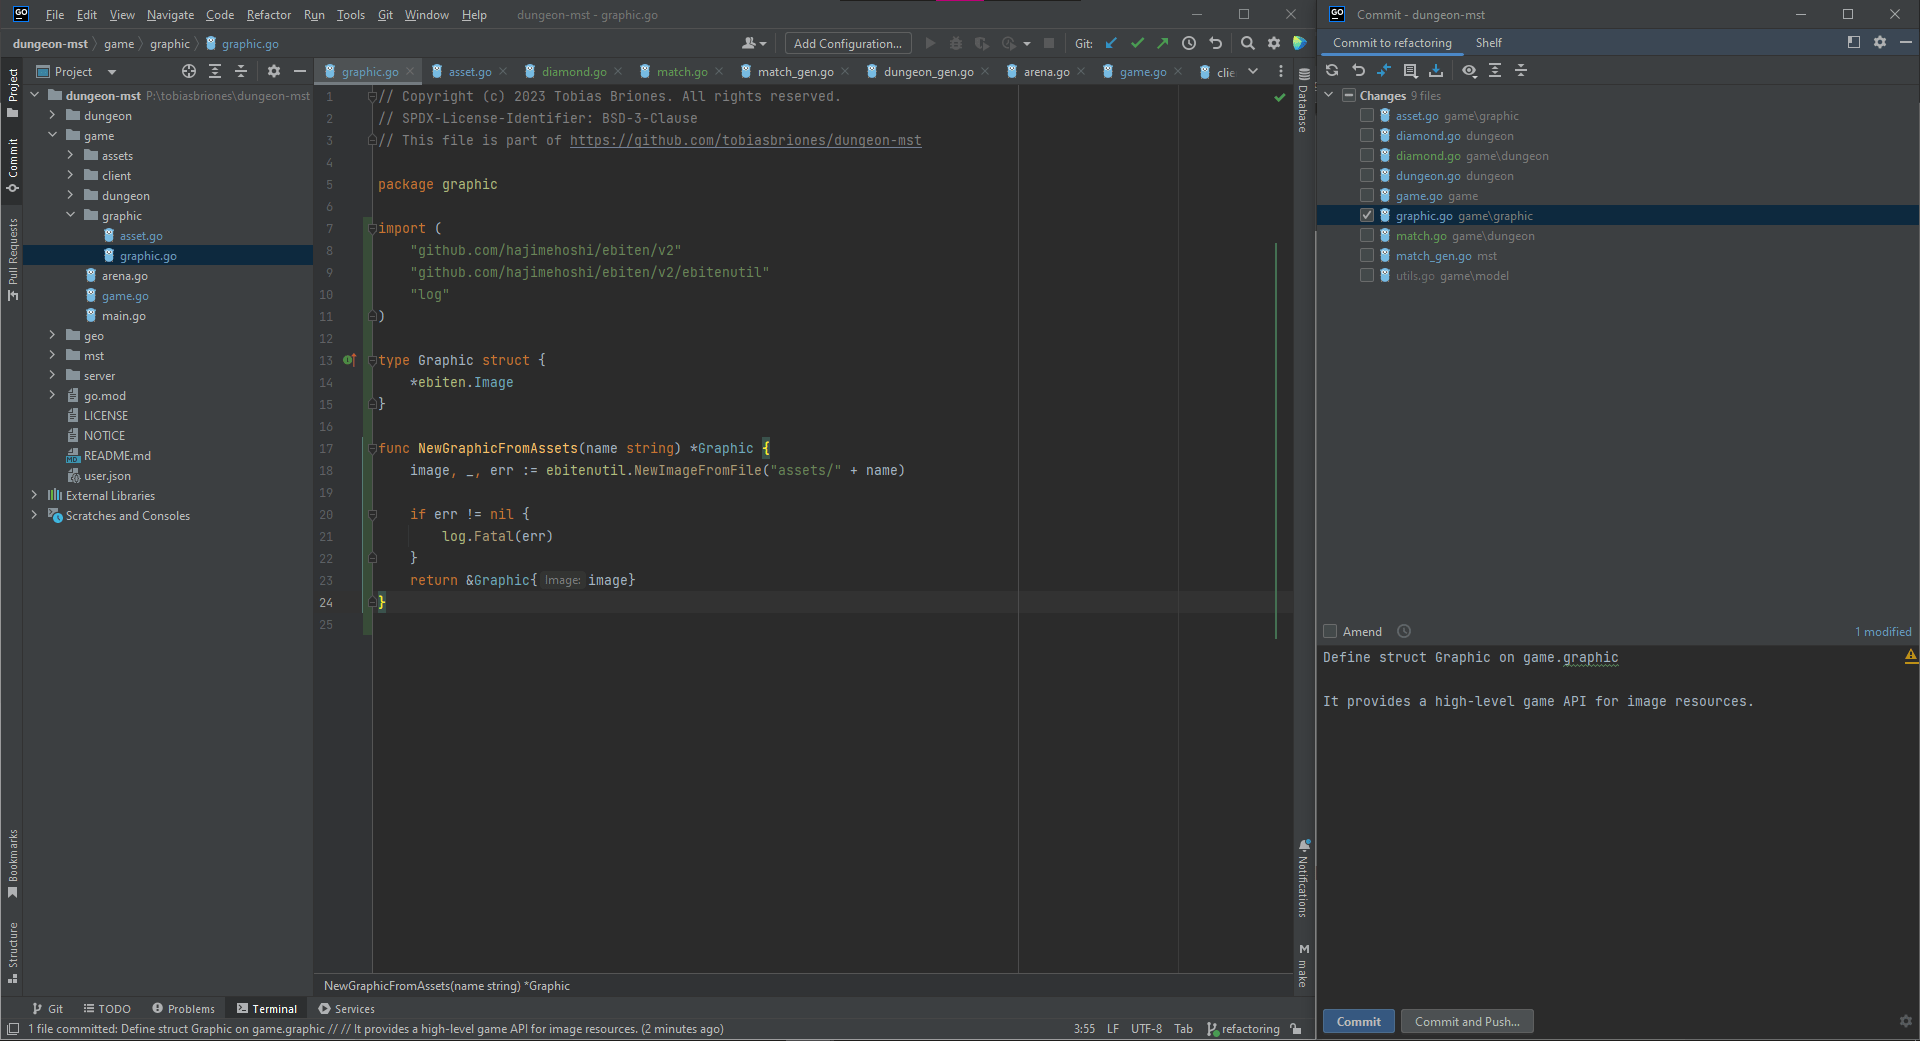 File Edit View Navigate Code Refactor Run Tools Git Window Help dungeon-mst - graphic.go
dungeon-mst game graphic graphic.go
Add Configuration...
Git:
Project
graphic.go asset.go diamond.go match.go match_gen.go dungeon_gen.go arena.go game.go clie
Project
Commit
Pull Requests
Bookmarks
Structure
dungeon-mst P:\tobiasbriones\dungeon-mst
dungeon
game
assets
client
dungeon
graphic
asset.go
graphic.go
arena.go
game.go
main.go
geo
mst
server
go.mod
LICENSE
NOTICE
README.md
user.json
External Libraries
Scratches and Consoles
1 // Copyright (c) 2023 Tobias Briones. All rights reserved.
2 // SPDX-License-Identifier: BSD-3-Clause
3 // This file is part of https://github.com/tobiasbriones/dungeon-mst
4
5 package graphic
6
7 import (
8 "github.com/hajimehoshi/ebiten/v2"
9 "github.com/hajimehoshi/ebiten/v2/ebitenutil"
10 "log"
11 )
12
13 type Graphic struct {
14 *ebiten.Image
15 }
16
17 func NewGraphicFromAssets(name string) *Graphic {
18 image, _, err := ebitenutil.NewImageFromFile("assets/" + name)
19
20 if err != nil {
21 log.Fatal(err)
22 }
23 return &Graphic{ Image: image}
24 }
25
NewGraphicFromAssets(name string) *Graphic
Database
Notifications
make
Git TODO Problems Terminal Services
1 file committed: Define struct Graphic on game.graphic // // It provides a high-level game API for image resources. (2 minutes ago)
3:55 LF UTF-8 Tab refactoring
Commit - dungeon-mst
Commit to refactoring Shelf
Changes 9 files
asset.go game\graphic
diamond.go dungeon
diamond.go game\dungeon
dungeon.go dungeon
game.go game
graphic.go game\graphic
match.go game\dungeon
match_gen.go mst
utils.go game\model
Amend 1 modified
Define struct Graphic on game.graphic
It provides a high-level game API for image resources.
Commit Commit and Push...